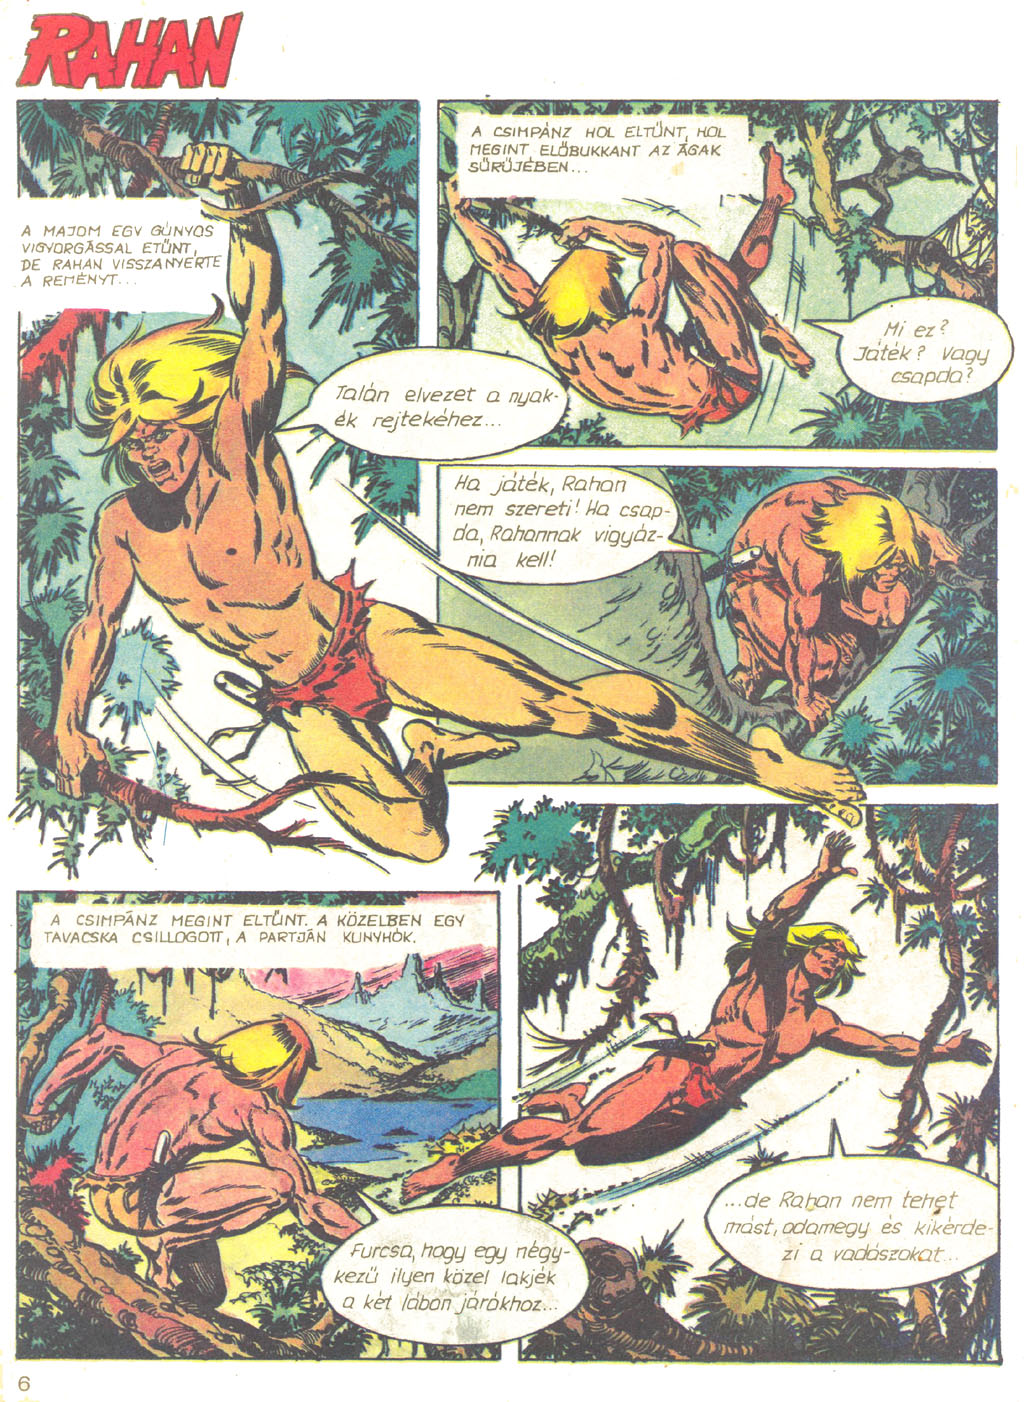 RAHAN
A MAJOM EGY GÚNYOS
VIGYORGÁSSAL ETŰNT,
DE RAHAN VISSZANYERTE
A REMÉNYT...
Talán elvezet a nyak-
ék rejtekéhez...
A CSIMPÁNZ HOL ELTŰNT, HOL
MEGINT ELŐBUKKANT AZ ÁGAK
SŰRŰJÉBEN...
Mi ez?
Játék? Vagy
csapda?
Ha játék, Rahan
nem szereti! Ha csap-
da, Rahannak vigyáz-
nia kell!
A CSIMPÁNZ MEGINT ELTŰNT. A KÖZELBEN EGY
TAVACSKA CSILLOGOTT, A PARTJÁN KUNYHÓK.
Furcsa, hogy egy négy-
kezű ilyen közel lakjék
a két lábon járókhoz...
...de Rahan nem tehet
mást, odamegy és kikérde-
zi a vadászokat...
6